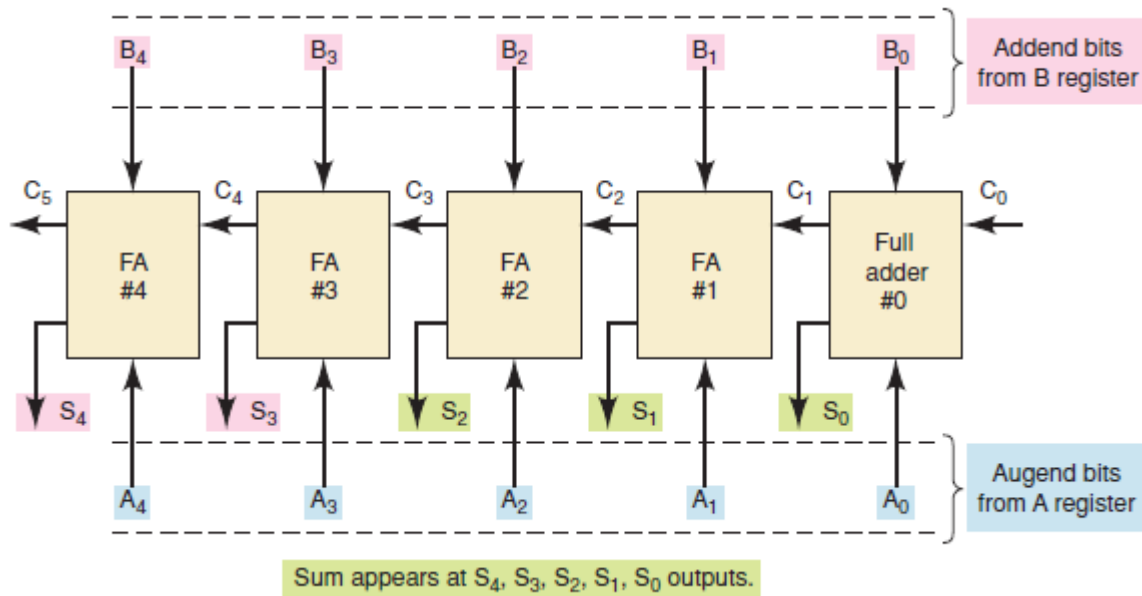 B₄ B₃ B₂ B₁ B₀
Addend bits
from B register
C₅ C₄ C₃ C₂ C₁ C₀
FA
#4
FA
#3
FA
#2
FA
#1
Full
adder
#0
S₄ S₃ S₂ S₁ S₀
A₄ A₃ A₂ A₁ A₀
Augend bits
from A register
Sum appears at S₄, S₃, S₂, S₁, S₀ outputs.